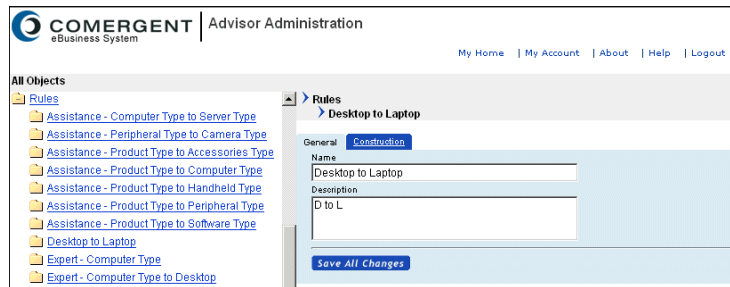 COMERGENT Advisor Administration
eBusiness System
My Home | My Account | About | Help | Logout
All Objects
Rules
Assistance - Computer Type to Server Type
Assistance - Peripheral Type to Camera Type
Assistance - Product Type to Accessories Type
Assistance - Product Type to Computer Type
Assistance - Product Type to Handheld Type
Assistance - Product Type to Peripheral Type
Assistance - Product Type to Software Type
Desktop to Laptop
Expert - Computer Type
Expert - Computer Type to Desktop
Rules
Desktop to Laptop
General Construction
Name
Desktop to Laptop
Description
D to L
Save All Changes